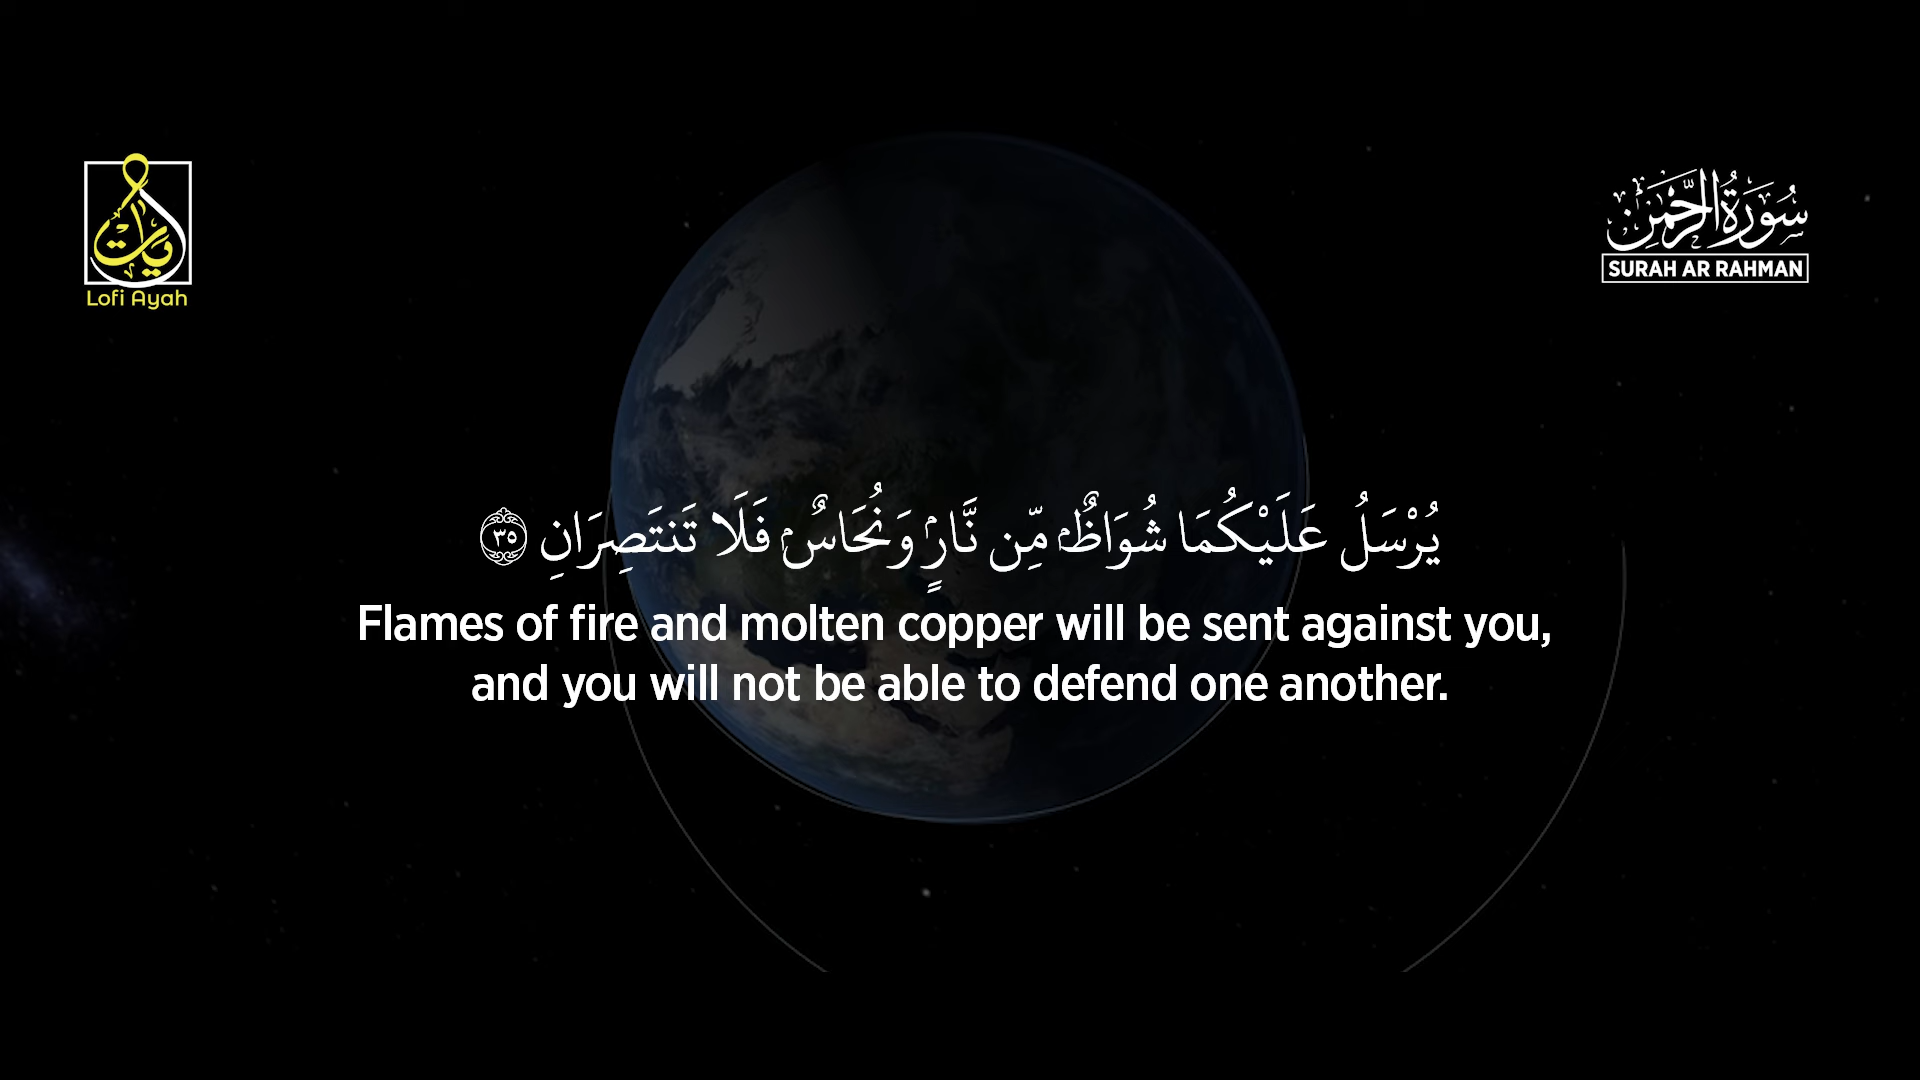 آيات
Lofi Ayah
سُورَةُ الرَّحْمٰن
SURAH AR RAHMAN
يُرْسَلُ عَلَيْكُمَا شُوَاظٌۭ مِّن نَّارٍۢ وَنُحَاسٌۭ فَلَا تَنتَصِرَانِ ٣٥
Flames of fire and molten copper will be sent against you,
and you will not be able to defend one another.